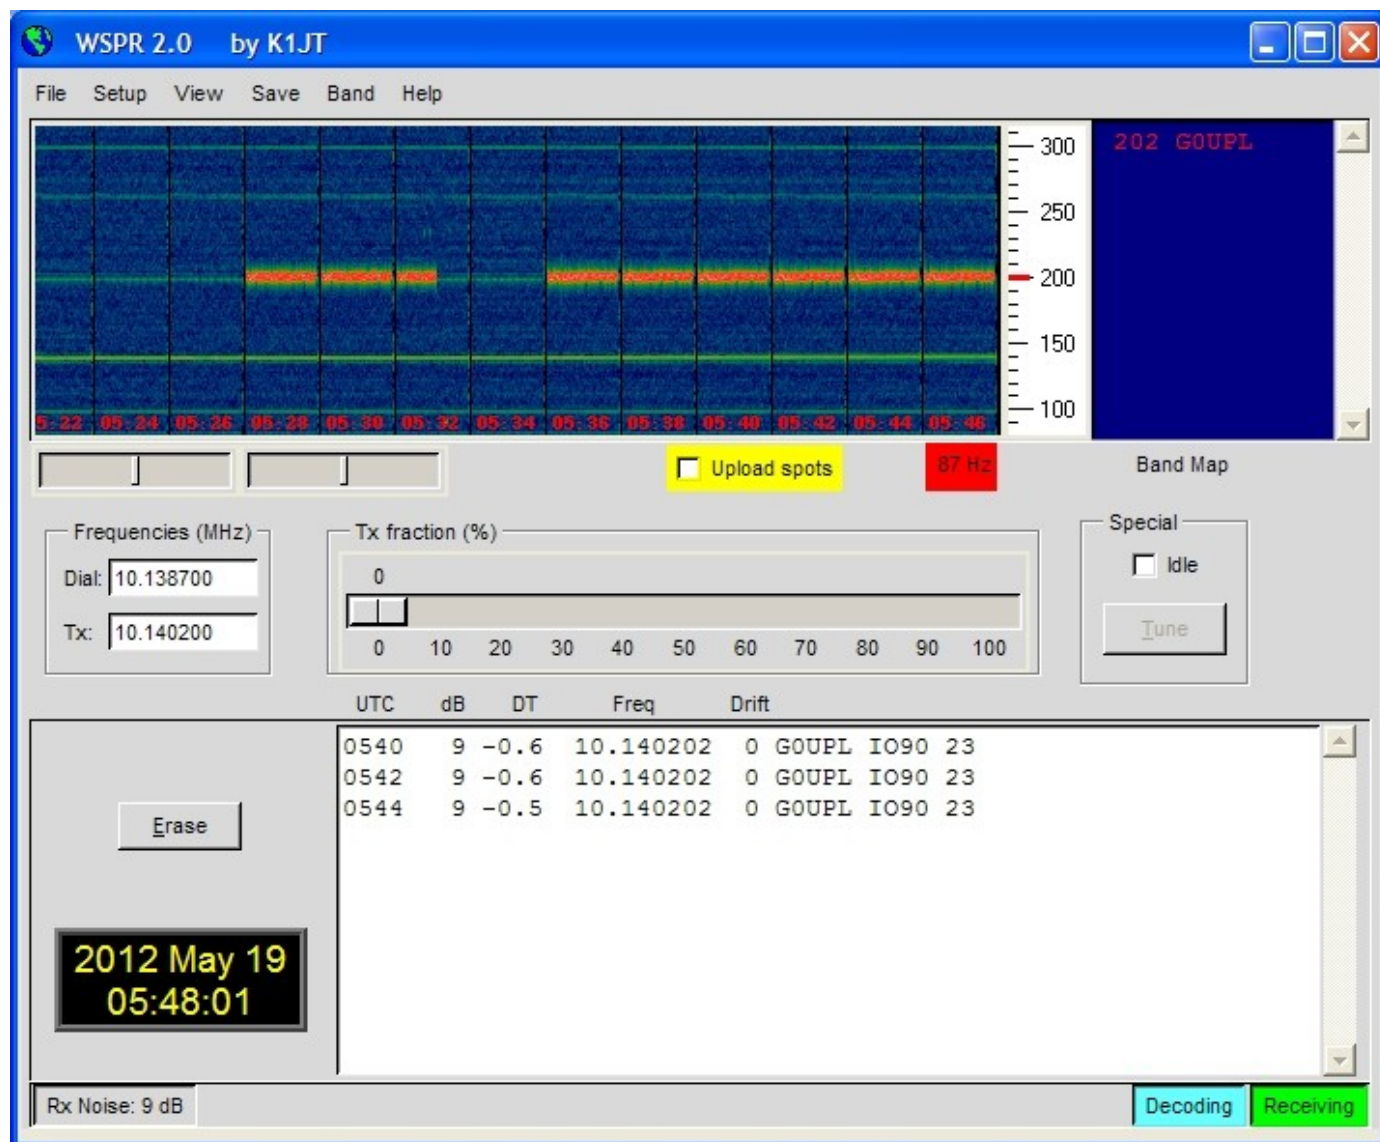 WSPR 2.0 by K1JT
File Setup View Save Band Help
300
250
200
150
100
202 G0UPL
5:22 05:24 05:26 05:28 05:30 05:32 05:34 05:36 05:38 05:40 05:42 05:44 05:46
Upload spots
87 Hz
Band Map
Frequencies (MHz)
Dial: 10.138700
Tx: 10.140200
Tx fraction (%)
0
0 10 20 30 40 50 60 70 80 90 100
Special
Idle
Tune
UTC dB DT Freq Drift
0540 9 -0.6 10.140202 0 G0UPL IO90 23
0542 9 -0.6 10.140202 0 G0UPL IO90 23
0544 9 -0.5 10.140202 0 G0UPL IO90 23
Erase
2012 May 19
05:48:01
Rx Noise: 9 dB
Decoding
Receiving